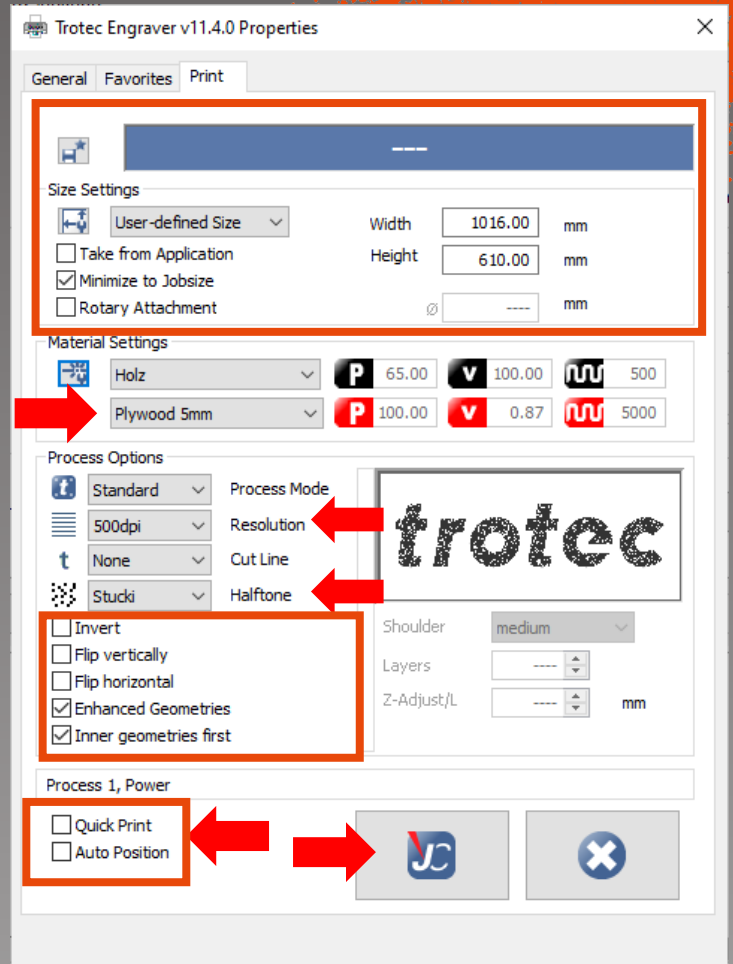 Trotec Engraver v11.4.0 Properties
General Favorites Print
---
Size Settings
User-defined Size Width 1016.00 mm
Take from Application Height 610.00 mm
Minimize to Jobsize
Rotary Attachment Ø ---- mm
Material Settings
Holz P 65.00 v 100.00 500
Plywood 5mm P 100.00 v 0.87 5000
Process Options
t Standard Process Mode
500dpi Resolution
t None Cut Line
Stucki Halftone
trotec
Invert Shoulder medium
Flip vertically Layers ----
Flip horizontal Z-Adjust/L ---- mm
Enhanced Geometries
Inner geometries first
Process 1, Power
Quick Print
Auto Position
JC